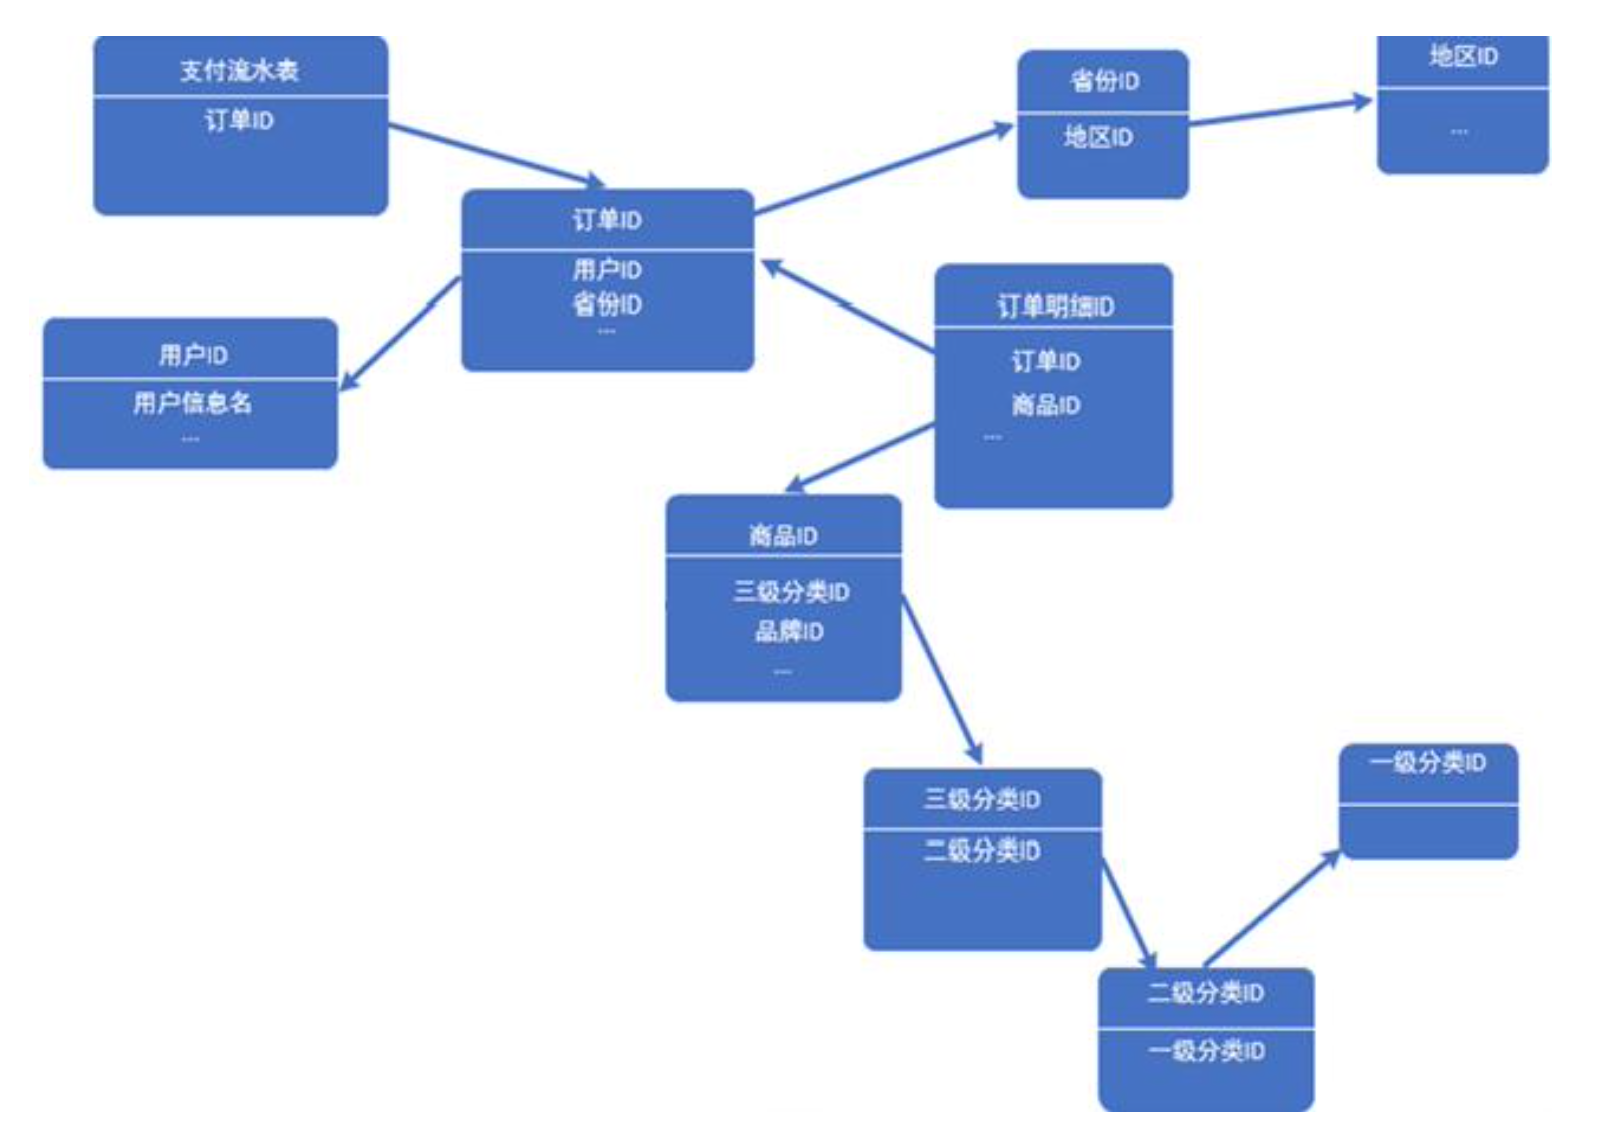 支付流水表
订单ID
省份ID
地区ID
地区ID
...
订单ID
用户ID
省份ID
...
用户ID
用户信息名
...
订单明细ID
订单ID
商品ID
...
商品ID
三级分类ID
品牌ID
...
三级分类ID
二级分类ID
一级分类ID
二级分类ID
一级分类ID